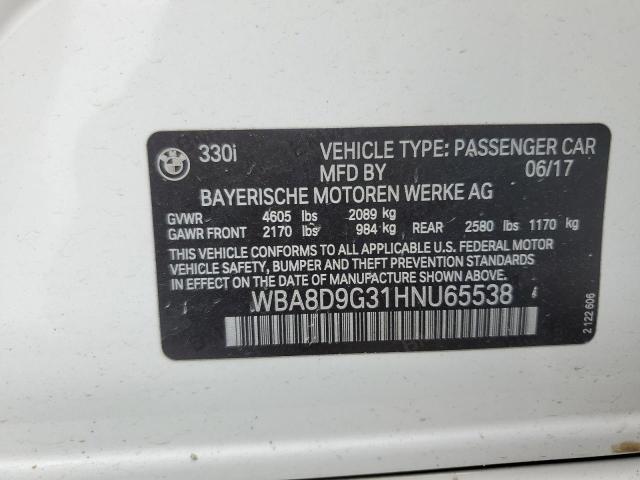 330i VEHICLE TYPE: PASSENGER CAR
MFD BY 06/17
BAYERISCHE MOTOREN WERKE AG
GVWR 4605 lbs 2089 kg
GAWR FRONT 2170 lbs 984 kg REAR 2580 lbs 1170 kg
THIS VEHICLE CONFORMS TO ALL APPLICABLE U.S. FEDERAL MOTOR
VEHICLE SAFETY, BUMPER AND THEFT PREVENTION STANDARDS
IN EFFECT ON THE DATE OF MANUFACTURE SHOWN ABOVE.
WBA8D9G31HNU65538
2 122 606